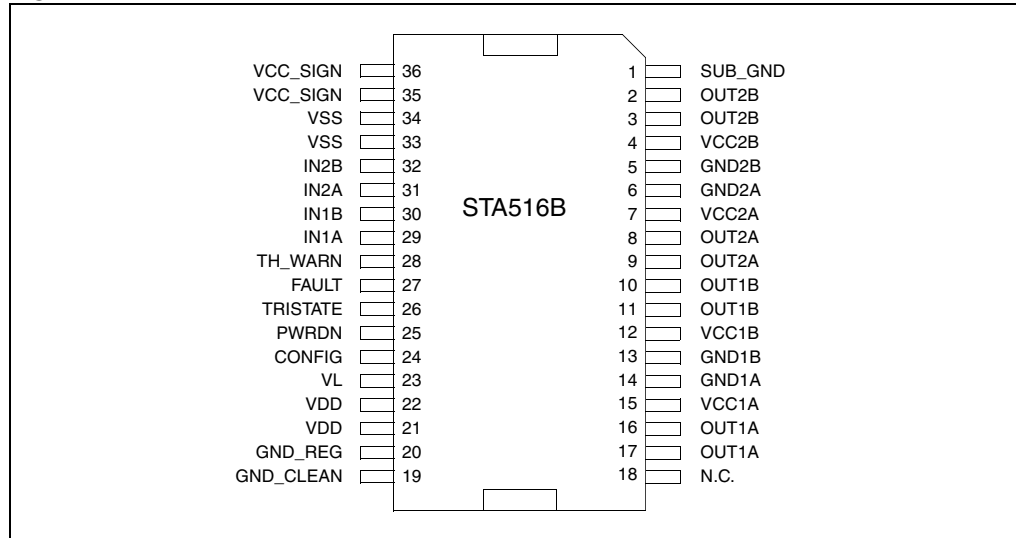 VCC_SIGN 36 1 SUB_GND
VCC_SIGN 35 2 OUT2B
VSS 34 3 OUT2B
VSS 33 4 VCC2B
IN2B 32 5 GND2B
IN2A 31 6 GND2A
IN1B 30 STA516B 7 VCC2A
IN1A 29 8 OUT2A
TH_WARN 28 9 OUT2A
FAULT 27 10 OUT1B
TRISTATE 26 11 OUT1B
PWRDN 25 12 VCC1B
CONFIG 24 13 GND1B
VL 23 14 GND1A
VDD 22 15 VCC1A
VDD 21 16 OUT1A
GND_REG 20 17 OUT1A
GND_CLEAN 19 18 N.C.